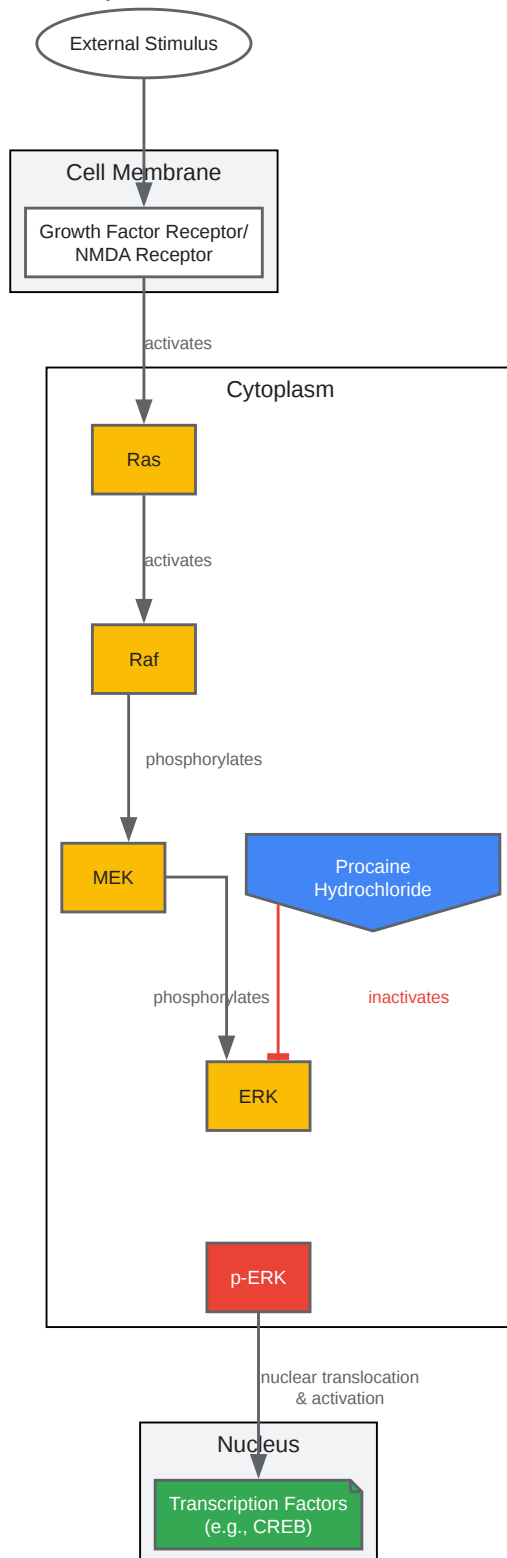 External Stimulus
Cell Membrane
Growth Factor Receptor/
NMDA Receptor
activates
Cytoplasm
Ras
activates
Raf
phosphorylates
MEK
Procaine
Hydrochloride
phosphorylates
inactivates
ERK
p-ERK
nuclear translocation
& activation
Nucleus
Transcription Factors
(e.g., CREB)